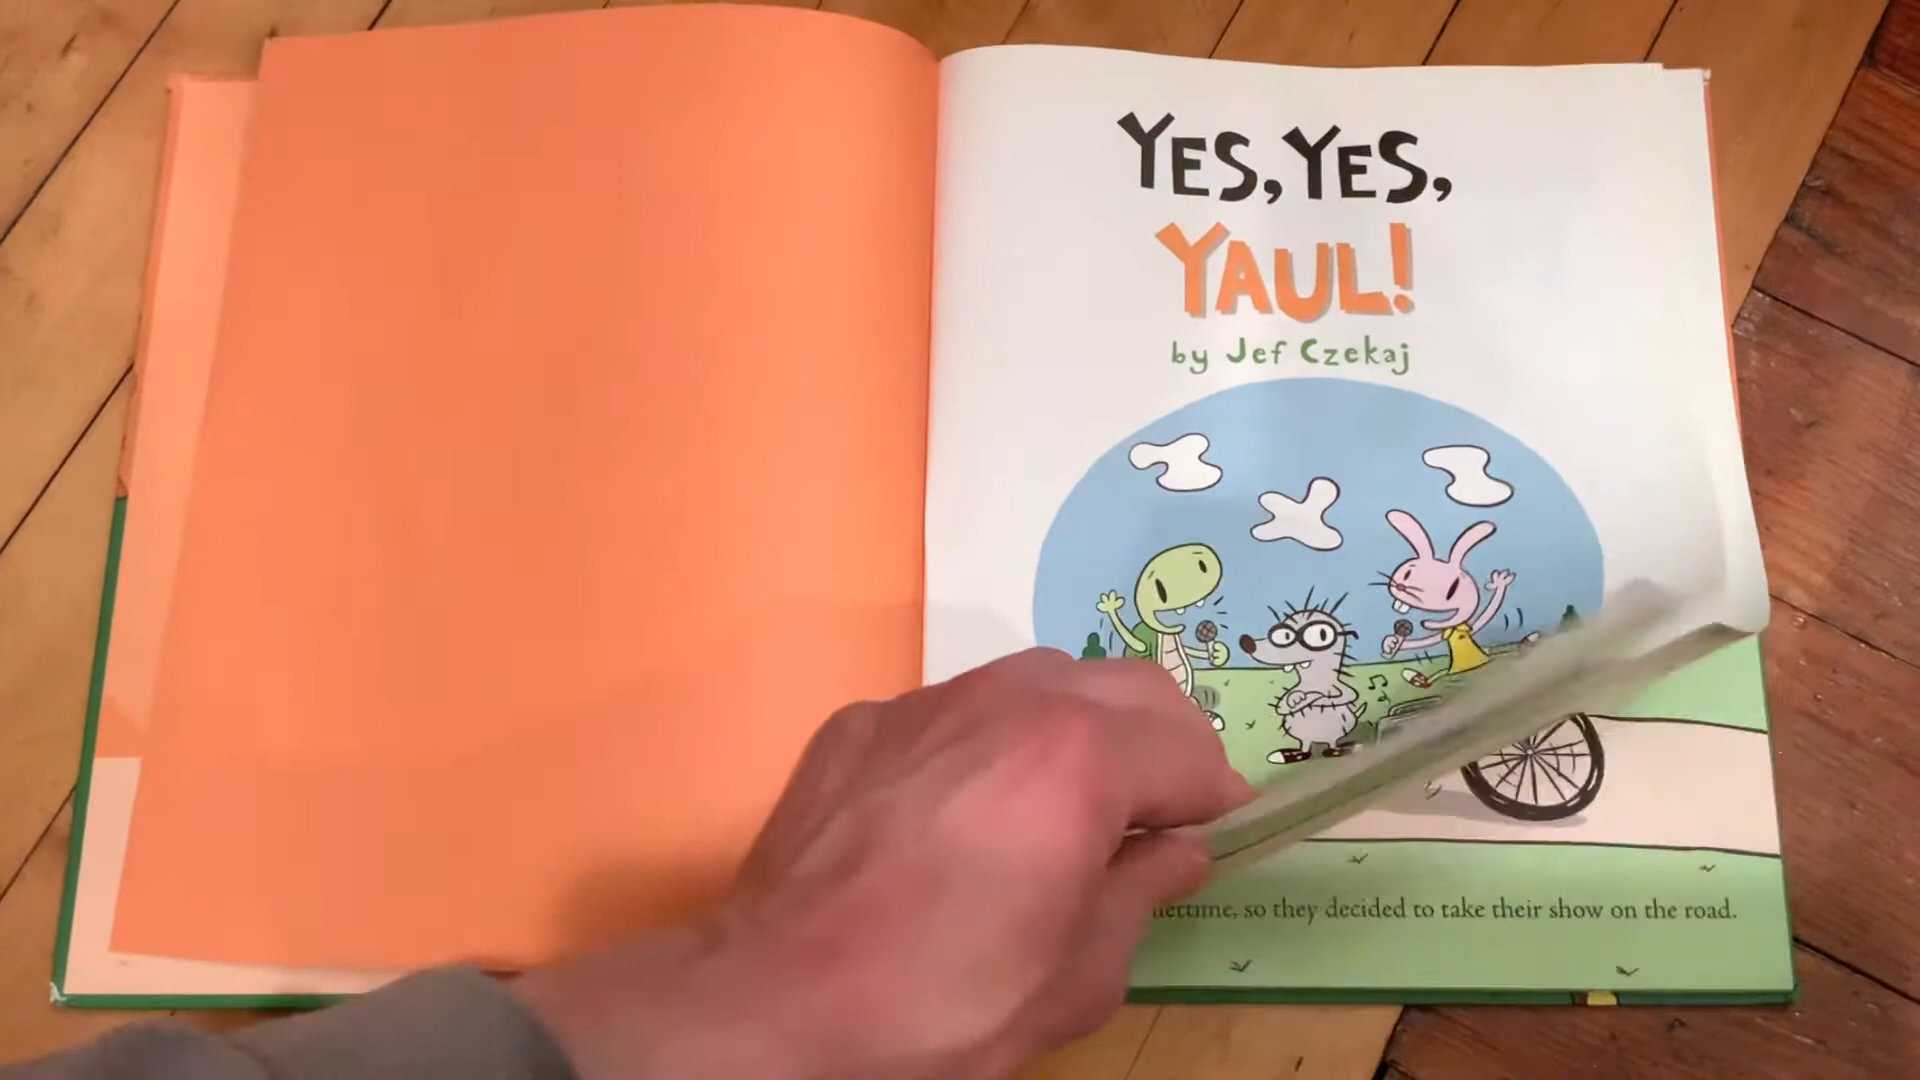 YES, YES,
YAUL!
by Jef Czekaj
so they decided to take their show on the road.